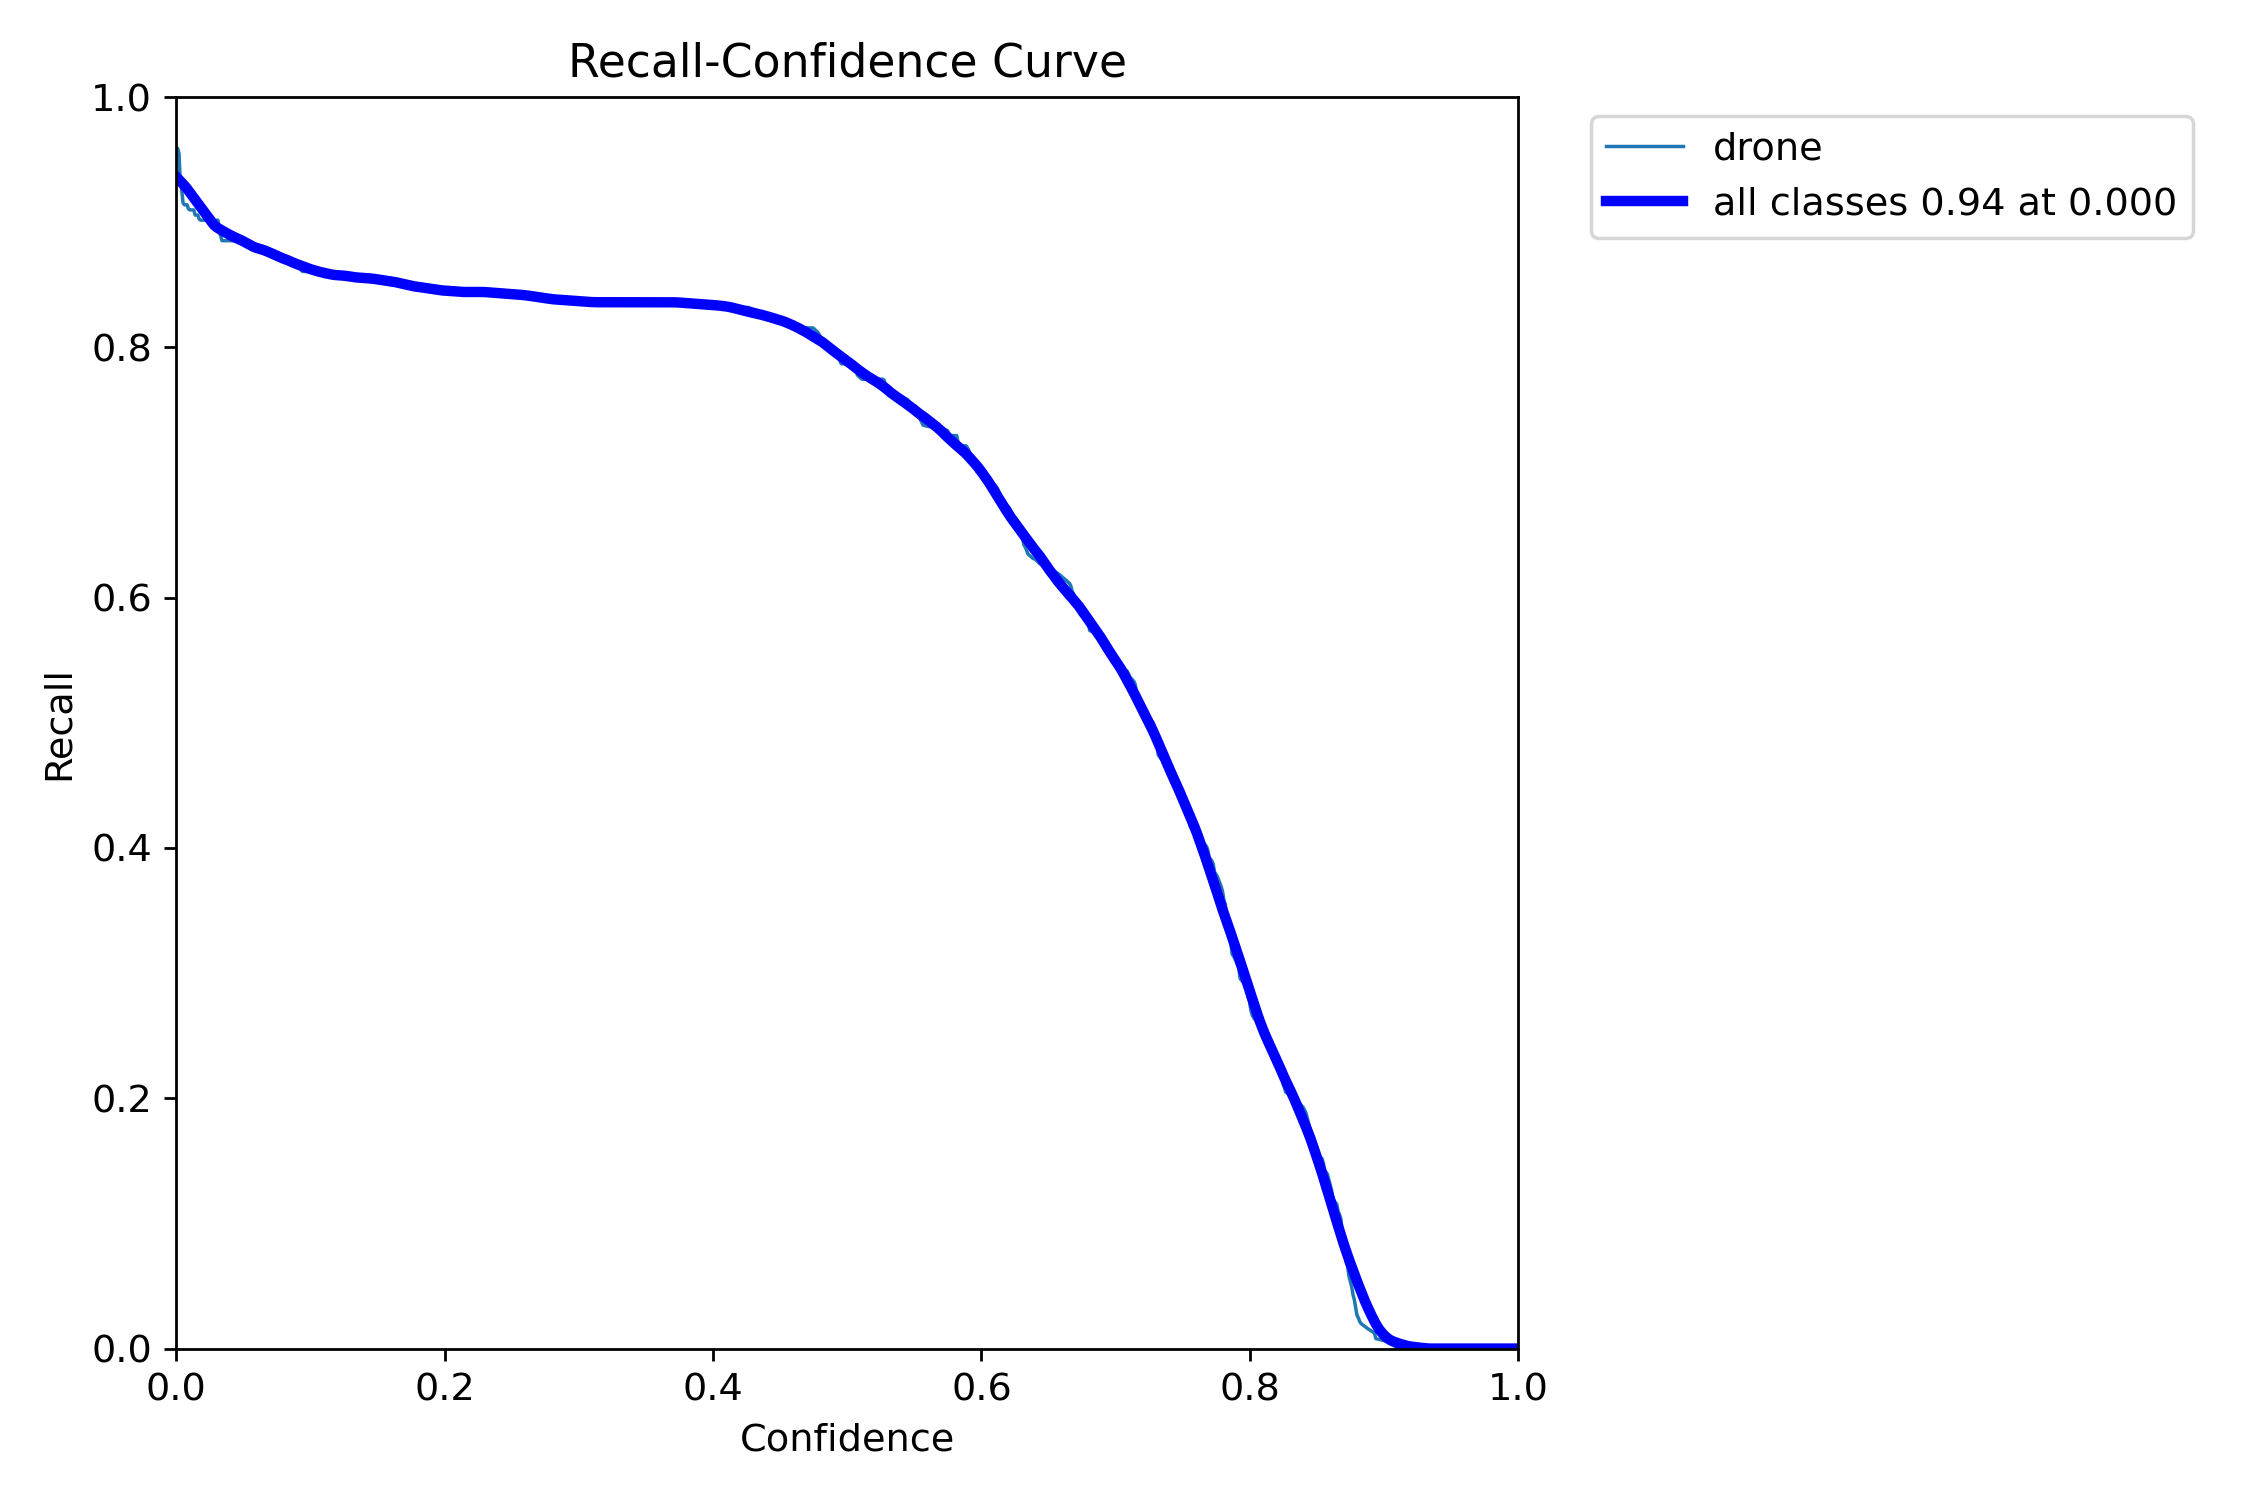 Recall-Confidence Curve
1.0
0.8
0.6
0.4
0.2
0.0
Recall
0.0 0.2 0.4 0.6 0.8 1.0
Confidence
drone
all classes 0.94 at 0.000